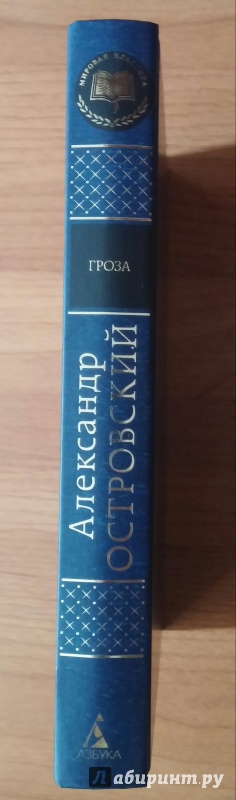 МИРОВАЯ КЛАССИКА
ГРОЗА
Александр
ОСТРОВСКИЙ
АЗБУКА
лабиринт.ру